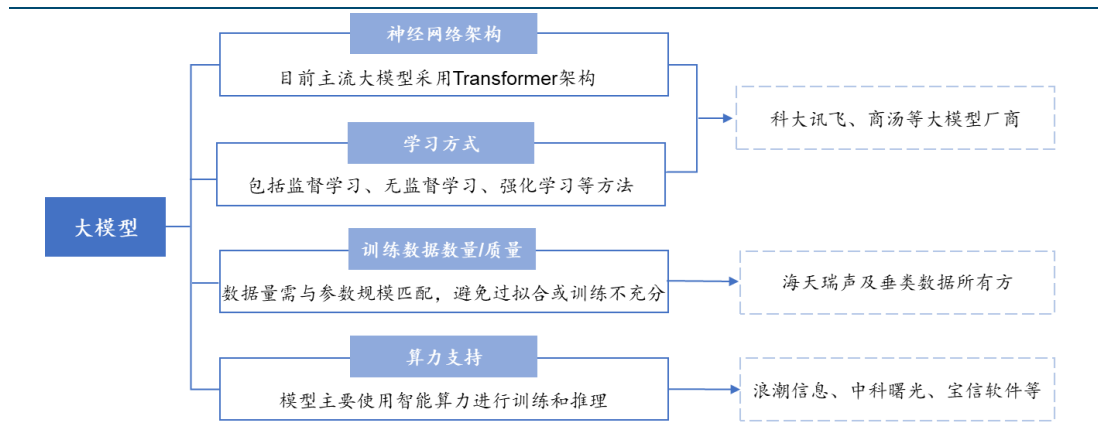 神经网络架构
目前主流大模型采用Transformer架构
科大讯飞、商汤等大模型厂商
学习方式
包括监督学习、无监督学习、强化学习等方法
大模型
训练数据数量/质量
数据量需与参数规模匹配，避免过拟合或训练不充分
海天瑞声及垂类数据所有方
算力支持
模型主要使用智能算力进行训练和推理
浪潮信息、中科曙光、宝信软件等